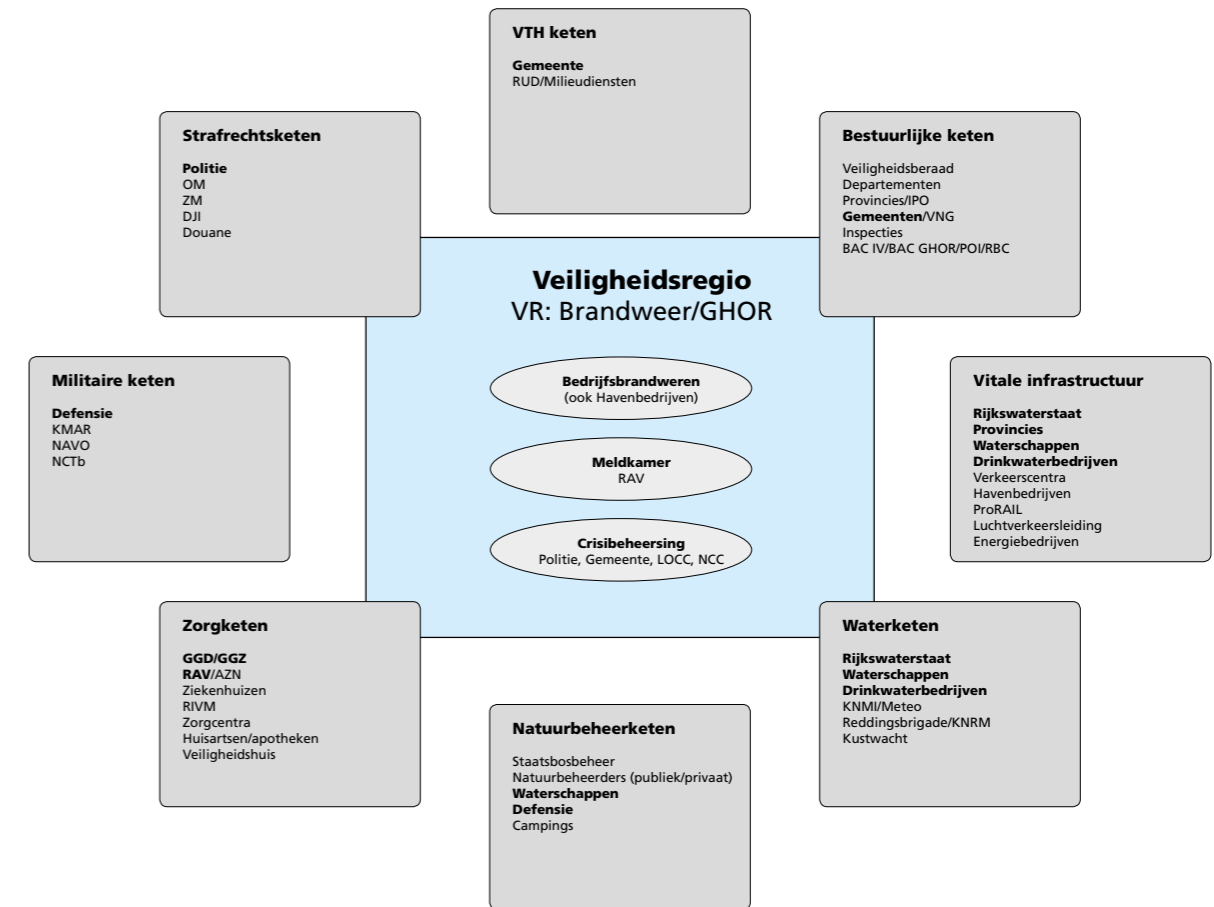 VTH keten
Gemeente
RUD/Milieudiensten
Strafrechtsketen
Politie
OM
ZM
DJI
Douane
Bestuurlijke keten
Veiligheidsberaad
Departementen
Provincies/IPO
Gemeenten/VNG
Inspecties
BAC IV/BAC GHOR/POI/RBC
Veiligheidsregio
VR: Brandweer/GHOR
Bedrijfsbrandweren
(ook Havenbedrijven)
Meldkamer
RAV
Crisibeheersing
Politie, Gemeente, LOCC, NCC
Militaire keten
Defensie
KMAR
NAVO
NCTb
Vitale infrastructuur
Rijkswaterstaat
Provincies
Waterschappen
Drinkwaterbedrijven
Verkeerscentra
Havenbedrijven
ProRAIL
Luchtverkeersleiding
Energiebedrijven
Zorgketen
GGD/GGZ
RAV/AZN
Ziekenhuizen
RIVM
Zorgcentra
Huisartsen/apotheken
Veiligheidshuis
Natuurbeheerketen
Staatsbosbeheer
Natuurbeheerders (publiek/privaat)
Waterschappen
Defensie
Campings
Waterketen
Rijkswaterstaat
Waterschappen
Drinkwaterbedrijven
KNMI/Meteo
Reddingsbrigade/KNRM
Kustwacht